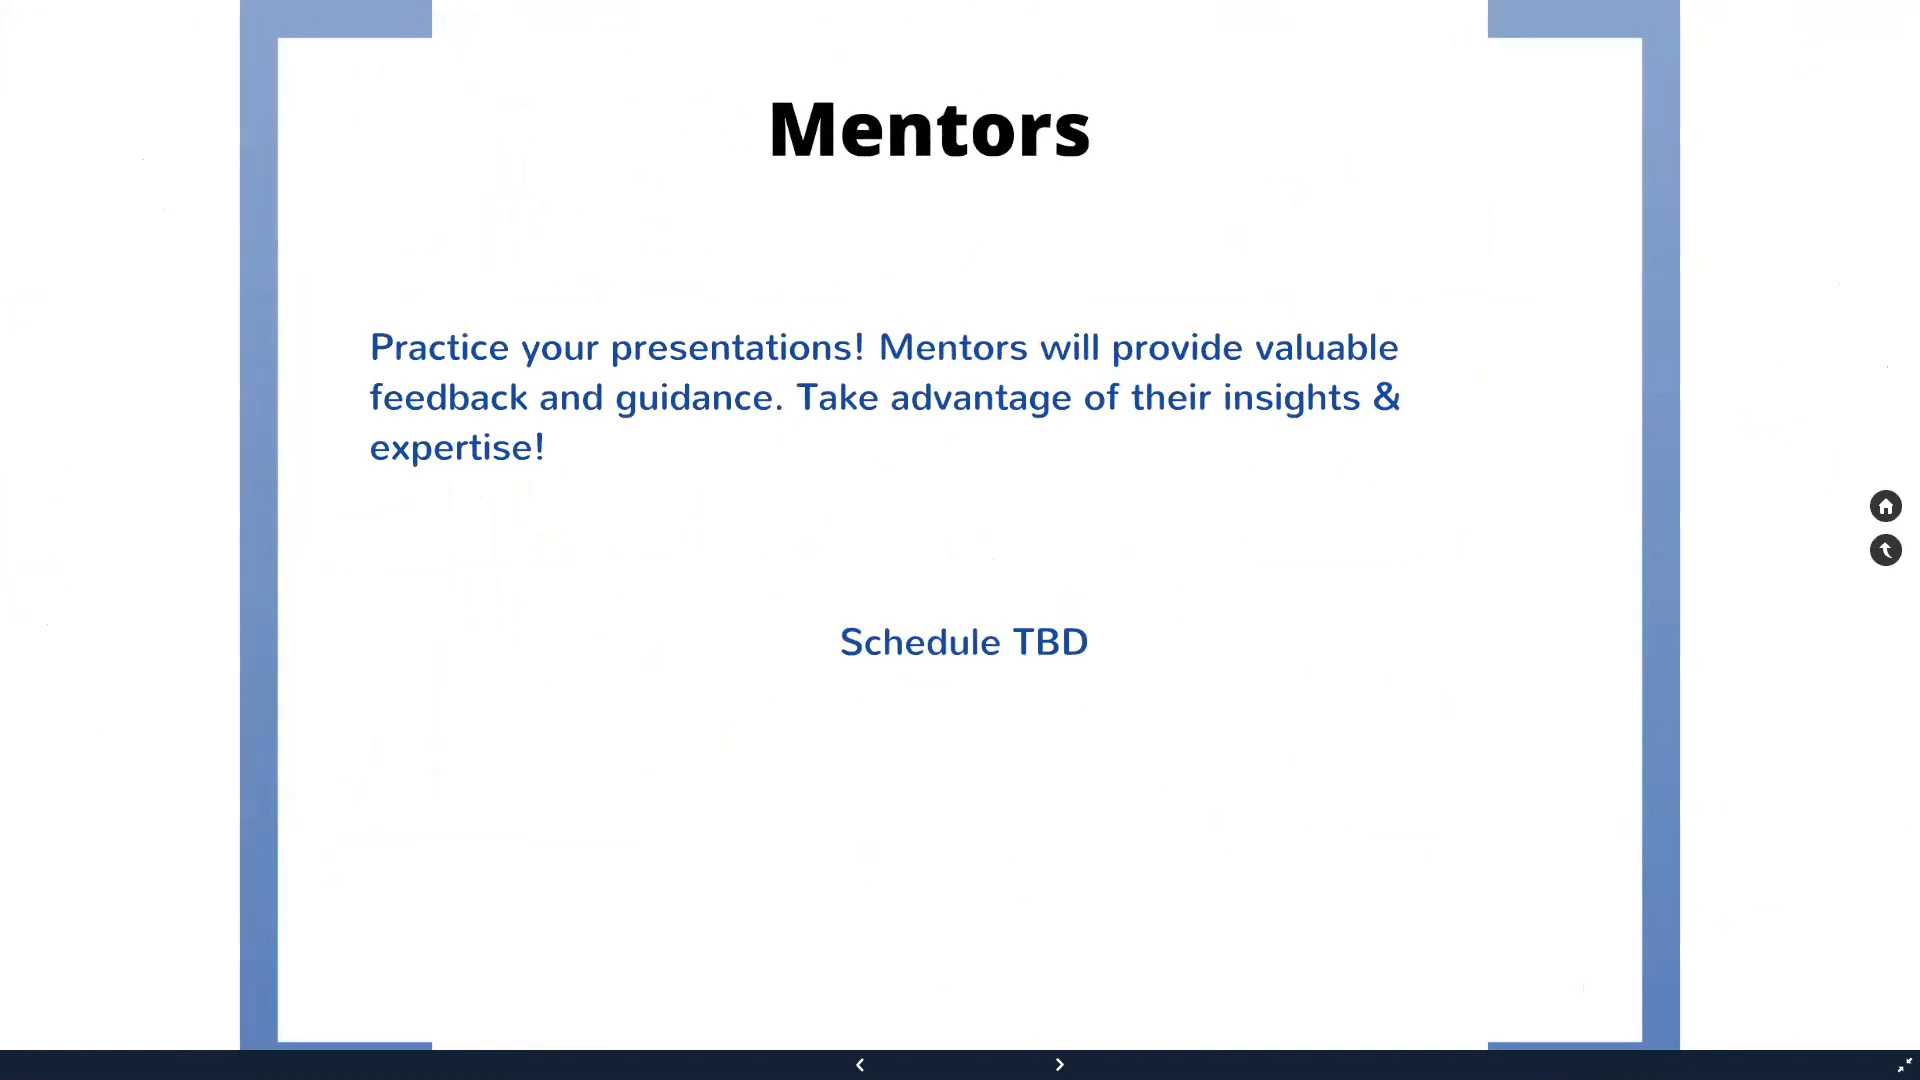 Mentors
Practice your presentations! Mentors will provide valuable
feedback and guidance. Take advantage of their insights &
expertise!
Schedule TBD